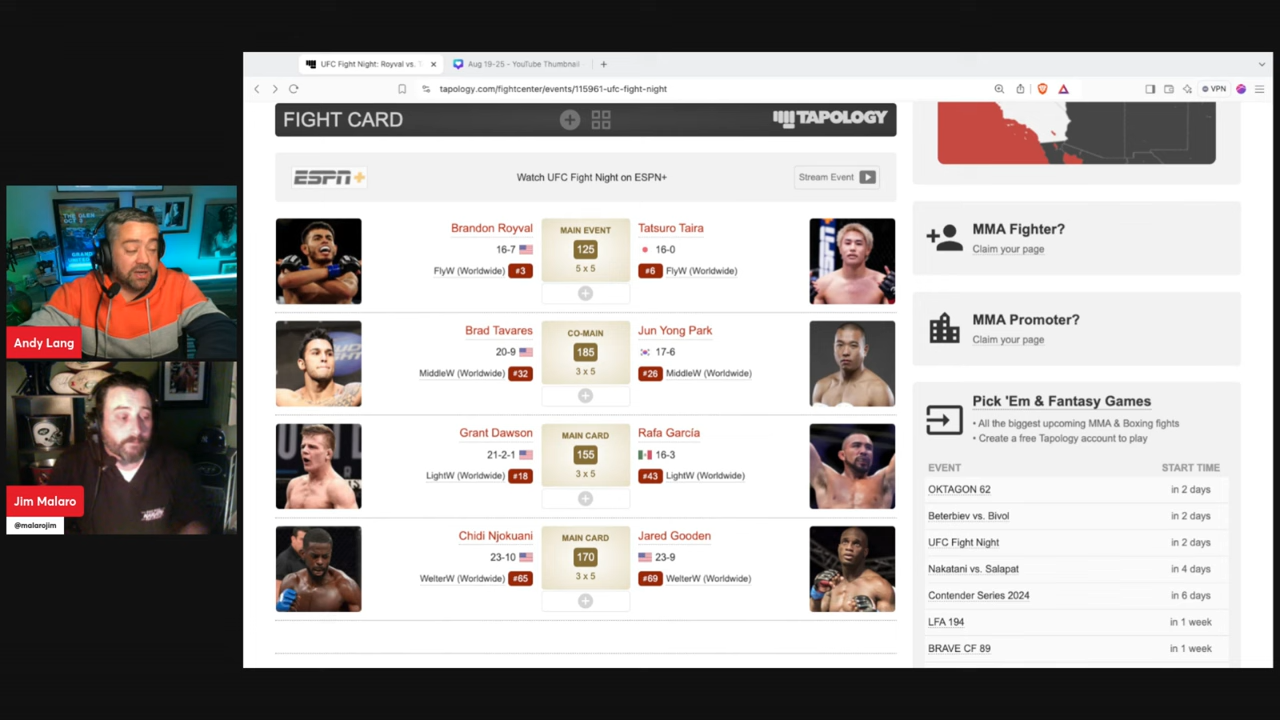 UFC Fight Night: Royval vs. T
Aug 19-25 - YouTube Thumbnail
tapology.com/fightcenter/events/115961-ufc-fight-night
VPN
FIGHT CARD
TAPOLOGY
ESPN+
Watch UFC Fight Night on ESPN+
Stream Event
Brandon Royval
MAIN EVENT
Tatsuro Taira
16-7
125
16-0
FlyW (Worldwide) #3
5 x 5
#6 FlyW (Worldwide)
Brad Tavares
CO-MAIN
Jun Yong Park
20-9
185
17-6
MiddleW (Worldwide) #32
3 x 5
#26 MiddleW (Worldwide)
Grant Dawson
MAIN CARD
Rafa García
21-2-1
155
16-3
LightW (Worldwide) #18
3 x 5
#43 LightW (Worldwide)
Chidi Njokuani
MAIN CARD
Jared Gooden
23-10
170
23-9
WelterW (Worldwide) #65
3 x 5
#69 WelterW (Worldwide)
MMA Fighter?
Claim your page
MMA Promoter?
Claim your page
Pick 'Em & Fantasy Games
• All the biggest upcoming MMA & Boxing fights
• Create a free Tapology account to play
EVENT START TIME
OKTAGON 62 in 2 days
Beterbiev vs. Bivol in 2 days
UFC Fight Night in 2 days
Nakatani vs. Salapat in 4 days
Contender Series 2024 in 6 days
LFA 194 in 1 week
BRAVE CF 89 in 1 week
THE GLEN
OCT
Andy Lang
Jim Malaro
@malarojim